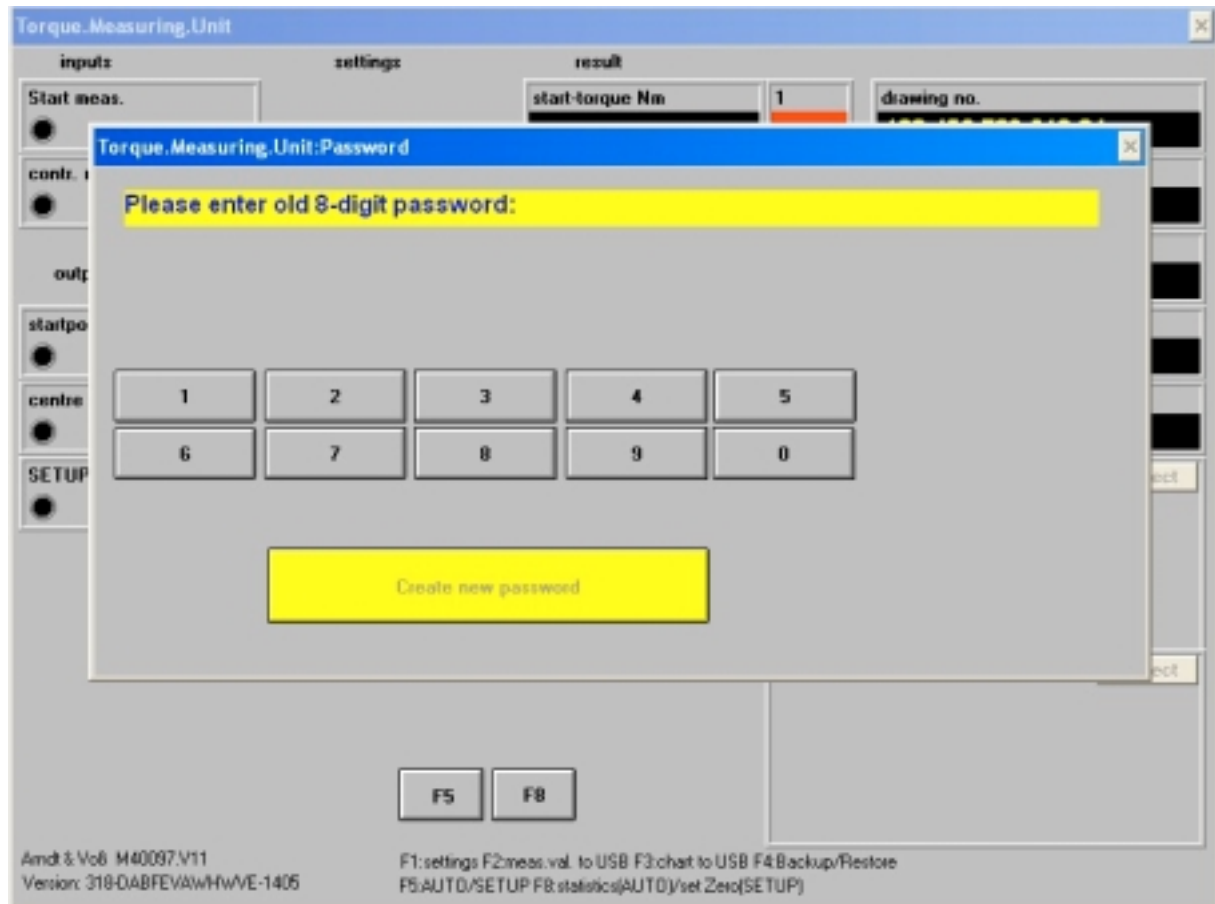 Torque.Measuring.Unit
inputs settings result
Start meas. start-torque Nm 1 drawing no.
Torque.Measuring.Unit:Password
contr.
Please enter old 8-digit password:
startpo
1 2 3 4 5
centre
6 7 8 9 0
SETUP
Create new password
F5 F8
Arndt & Voß M40097.V11
Version: 318-DABFEVAWHWVE-1405
F1:settings F2:meas.val. to USB F3:chart to USB F4:Backup/Restore
F5:AUTO/SETUP F8:statistics(AUTO)/set Zero(SETUP)